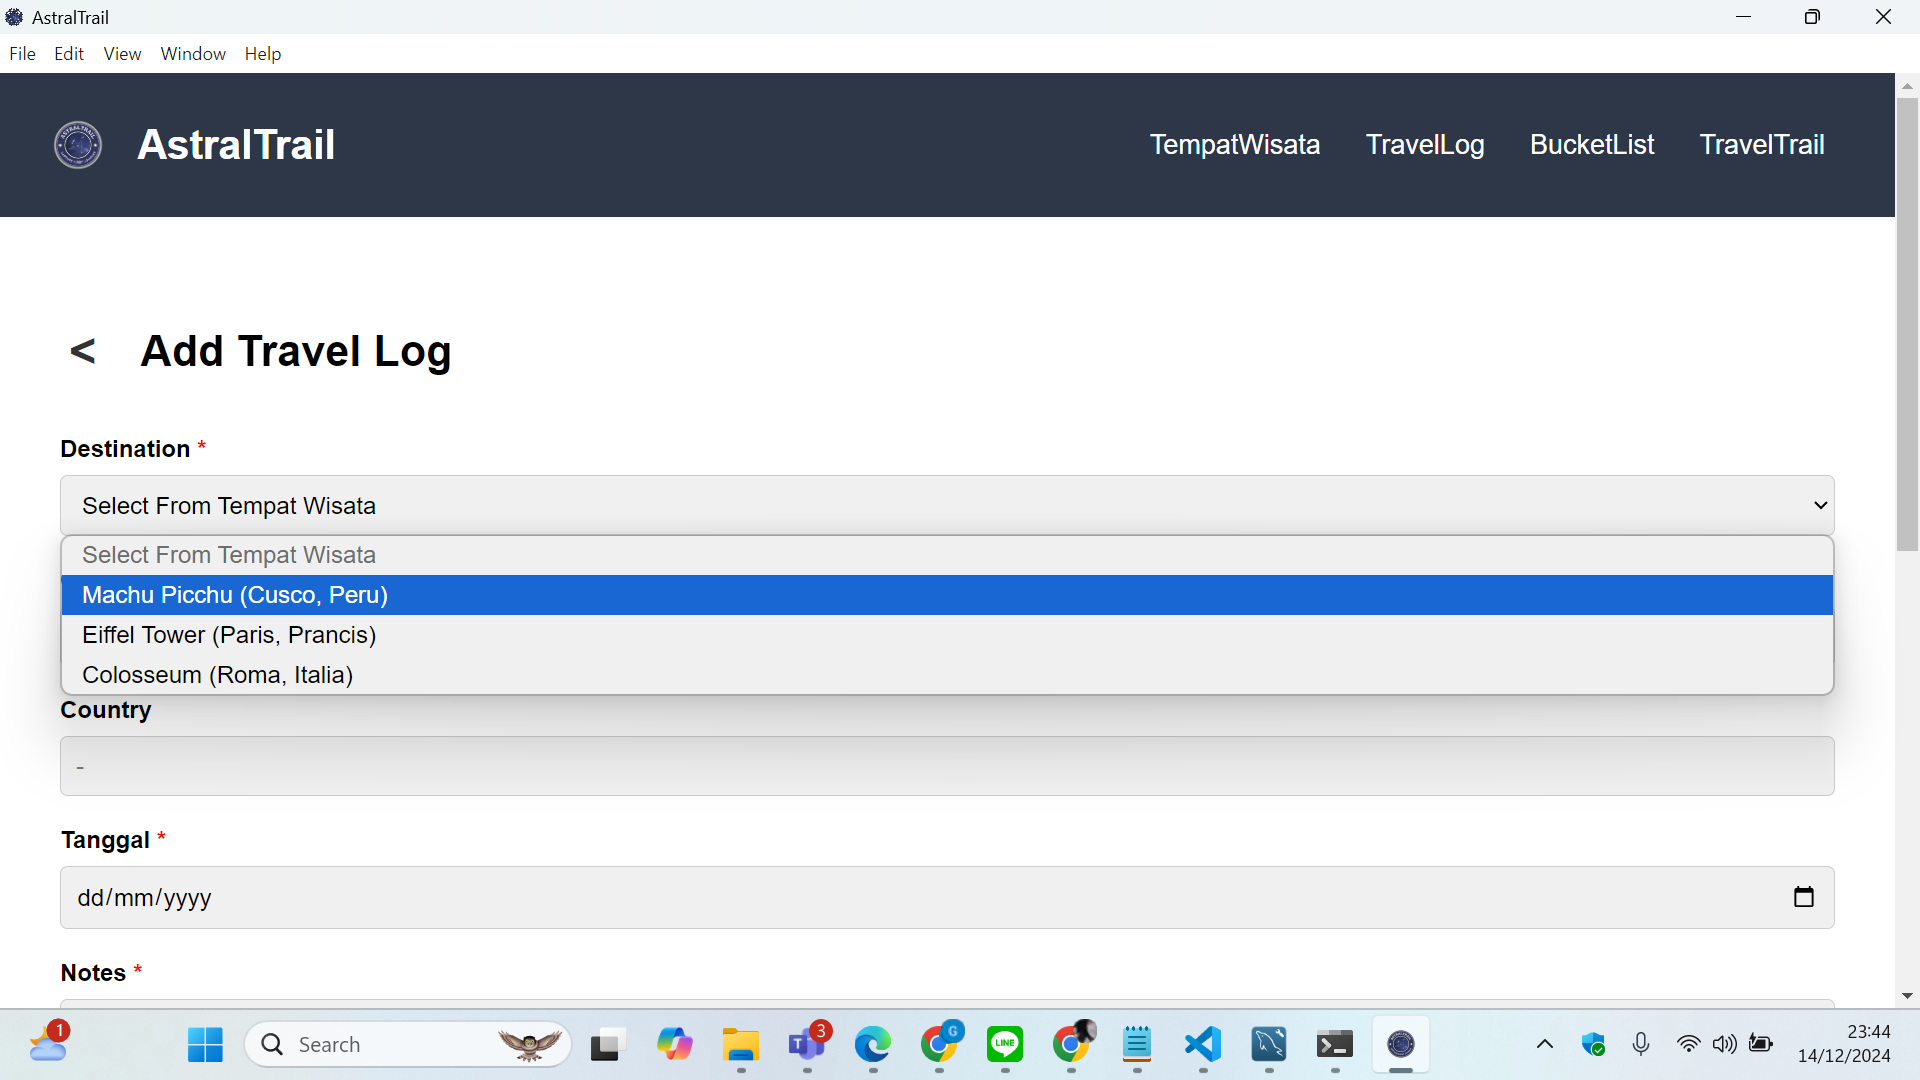 AstralTrail
File Edit View Window Help
AstralTrail
TempatWisata TravelLog BucketList TravelTrail
< Add Travel Log
Destination *
Select From Tempat Wisata
Select From Tempat Wisata
Machu Picchu (Cusco, Peru)
Eiffel Tower (Paris, Prancis)
Colosseum (Roma, Italia)
Country
-
Tanggal *
dd/mm/yyyy
Notes *
1
Search
3
G
LINE
23:44
14/12/2024